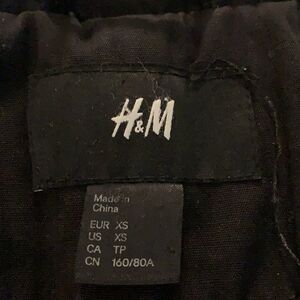 H&M
Made in
China
EUR XS
US XS
CA TP
CN 160/80A